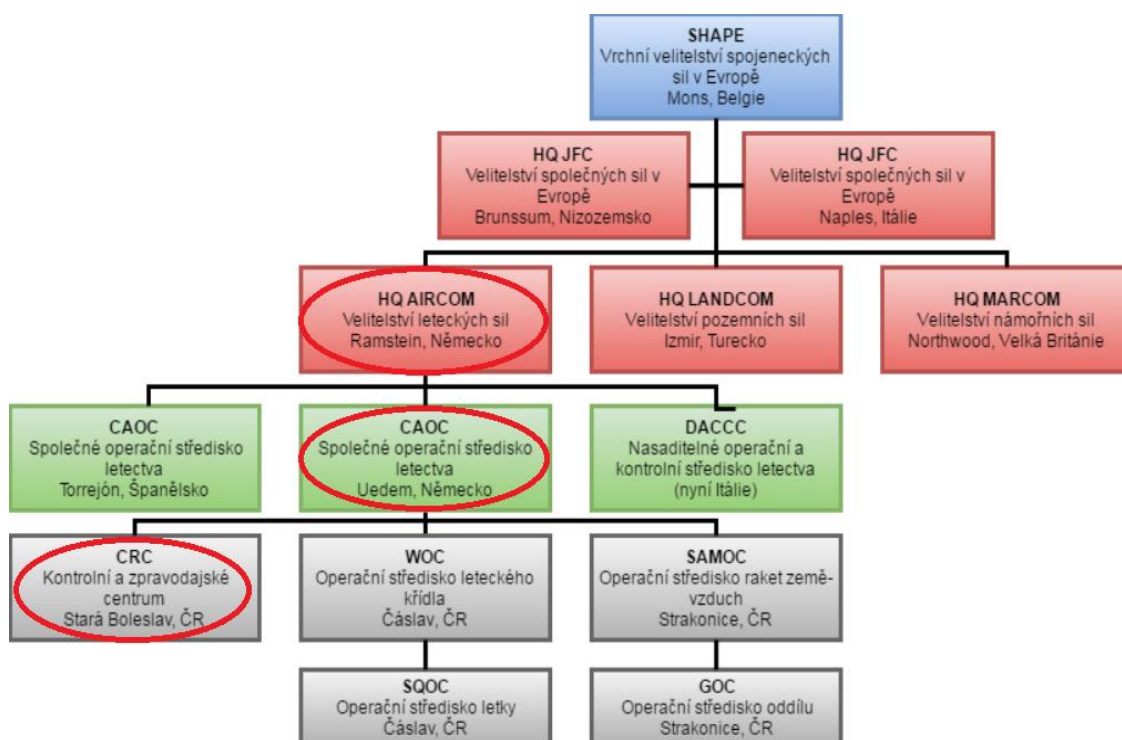 SHAPE
Vrchní velitelství spojeneckých
sil v Evropě
Mons, Belgie
HQ JFC
Velitelství společných sil v
Evropě
Brunssum, Nizozemsko
HQ JFC
Velitelství společných sil v
Evropě
Naples, Itálie
HQ AIRCOM
Velitelství leteckých sil
Ramstein, Německo
HQ LANDCOM
Velitelství pozemních sil
Izmir, Turecko
HQ MARCOM
Velitelství námořních sil
Northwood, Velká Británie
CAOC
Společné operační středisko
letectva
Torrejón, Španělsko
CAOC
Společné operační středisko
letectva
Uedem, Německo
DACCC
Nasaditelné operační a
kontrolní středisko letectva
(nyní Itálie)
CRC
Kontrolní a zpravodajské
centrum
Stará Boleslav, ČR
WOC
Operační středisko leteckého
křídla
Čáslav, ČR
SAMOC
Operační středisko raket země-
vzduch
Strakonice, ČR
SQOC
Operační středisko letky
Čáslav, ČR
GOC
Operační středisko oddílu
Strakonice, ČR